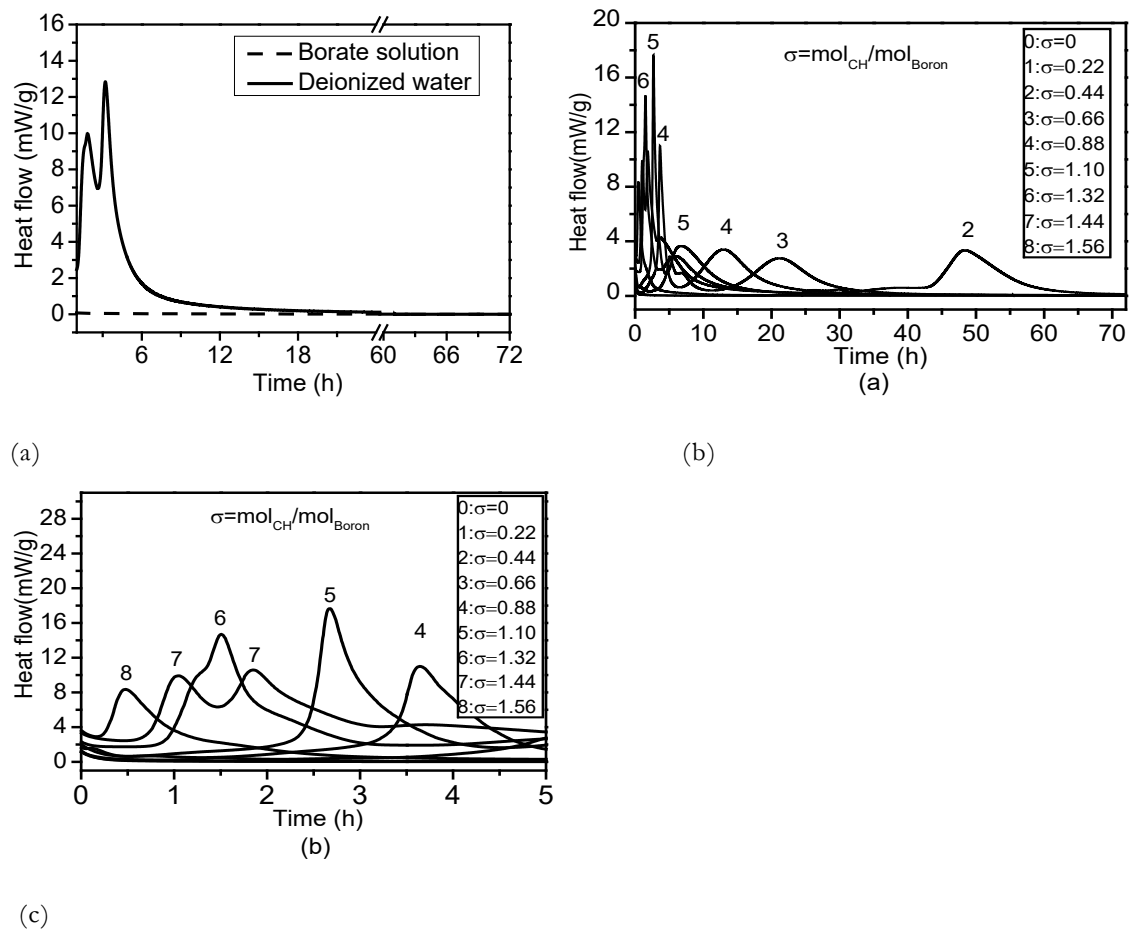 16
14
12
10
8
6
4
2
0
Heat flow (mW/g)
Borate solution
Deionized water
6
12
18
60
66
72
Time (h)
(a)
20
16
12
8
4
0
Heat flow(mW/g)
σ=molCH/molBoron
0:σ=0
1:σ=0.22
2:σ=0.44
3:σ=0.66
4:σ=0.88
5:σ=1.10
6:σ=1.32
7:σ=1.44
8:σ=1.56
5
6
4
5
4
3
2
0
10
20
30
40
50
60
70
Time (h)
(a)
(b)
28
24
20
16
12
8
4
0
Heat flow(mW/g)
σ=molCH/molBoron
0:σ=0
1:σ=0.22
2:σ=0.44
3:σ=0.66
4:σ=0.88
5:σ=1.10
6:σ=1.32
7:σ=1.44
8:σ=1.56
8
7
6
7
5
4
0
1
2
3
4
5
Time (h)
(b)
(c)